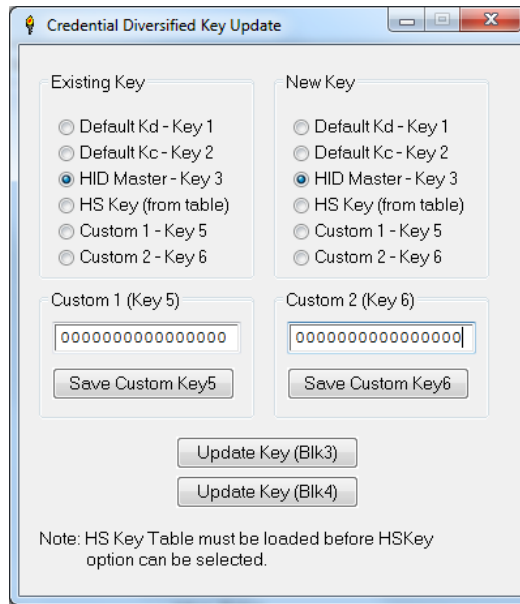 Credential Diversified Key Update
Existing Key
Default Kd - Key 1
Default Kc - Key 2
HID Master - Key 3
HS Key (from table)
Custom 1 - Key 5
Custom 2 - Key 6
New Key
Default Kd - Key 1
Default Kc - Key 2
HID Master - Key 3
HS Key (from table)
Custom 1 - Key 5
Custom 2 - Key 6
Custom 1 (Key 5)
0000000000000000
Save Custom Key5
Custom 2 (Key 6)
0000000000000000
Save Custom Key6
Update Key (Blk3)
Update Key (Blk4)
Note: HS Key Table must be loaded before HSKey
option can be selected.